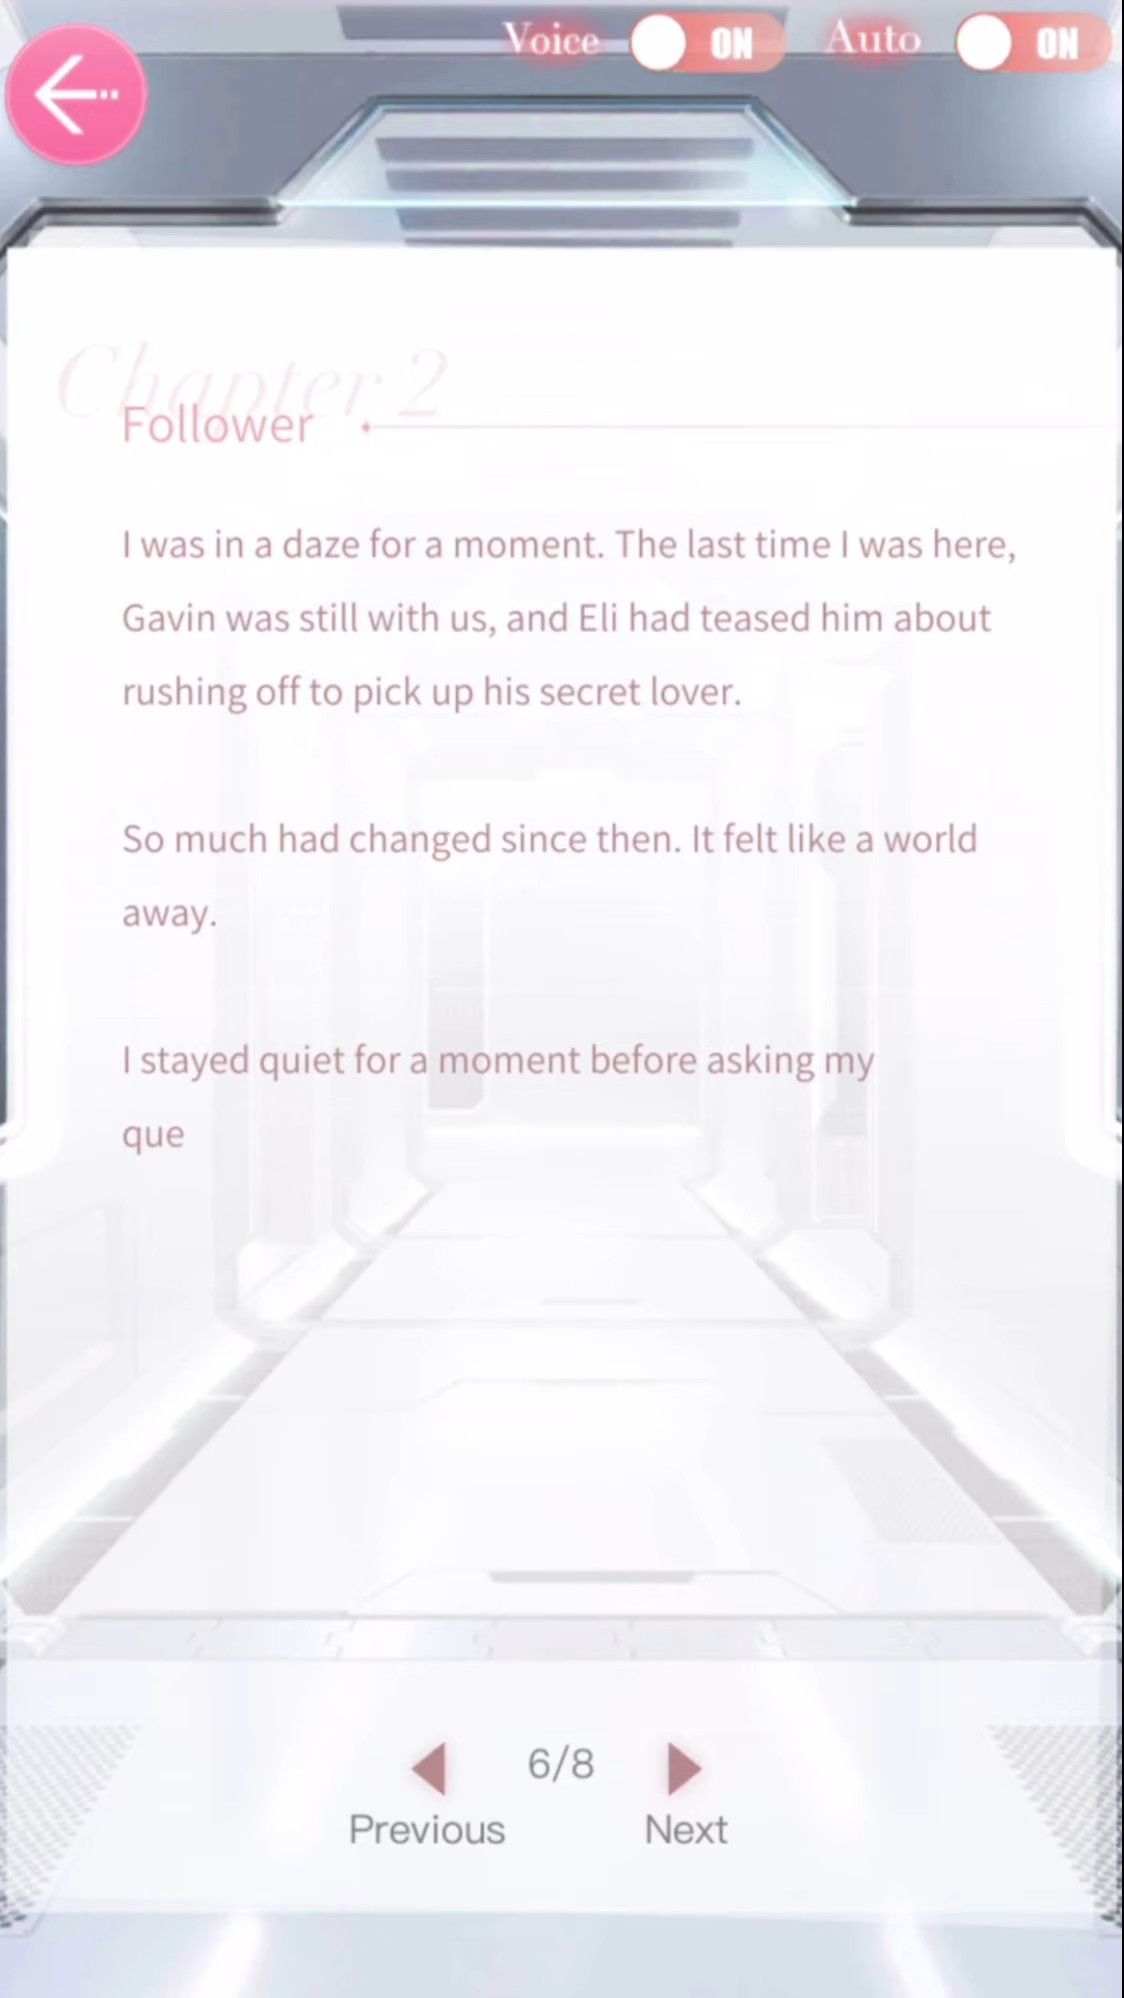 Voice ON Auto ON
Chapter 2
Follower
I was in a daze for a moment. The last time I was here,
Gavin was still with us, and Eli had teased him about
rushing off to pick up his secret lover.
So much had changed since then. It felt like a world
away.
I stayed quiet for a moment before asking my
que
6/8
Previous Next